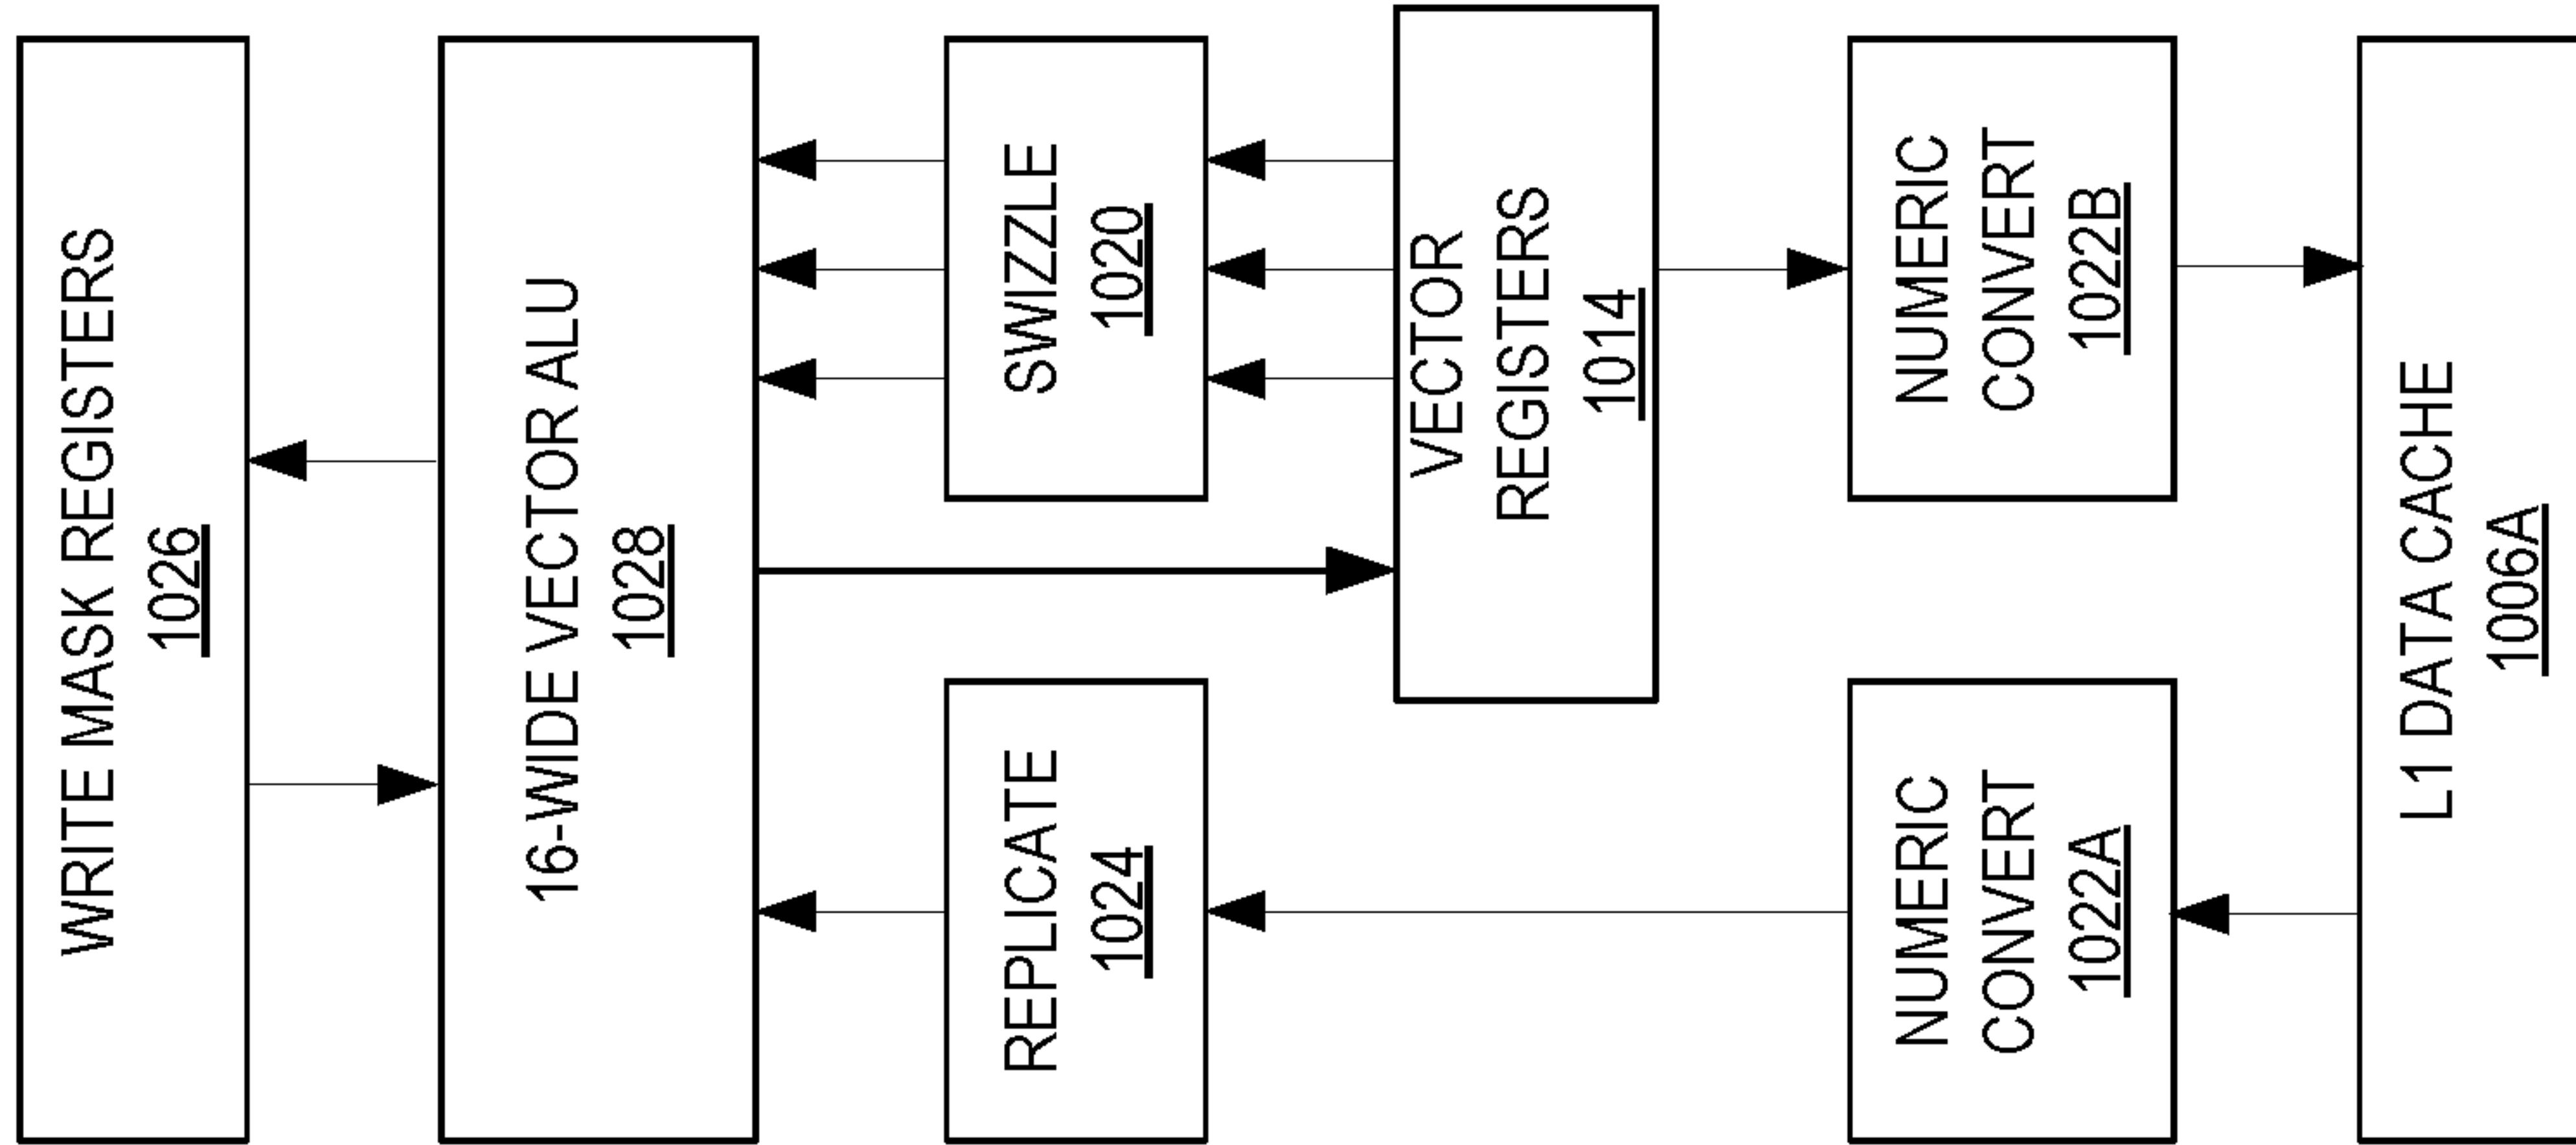 WRITE MASK REGISTERS
1026
16-WIDE VECTOR ALU
1028
REPLICATE
1024
SWIZZLE
1020
VECTOR
REGISTERS
1014
NUMERIC
CONVERT
1022A
NUMERIC
CONVERT
1022B
L1 DATA CACHE
1006A